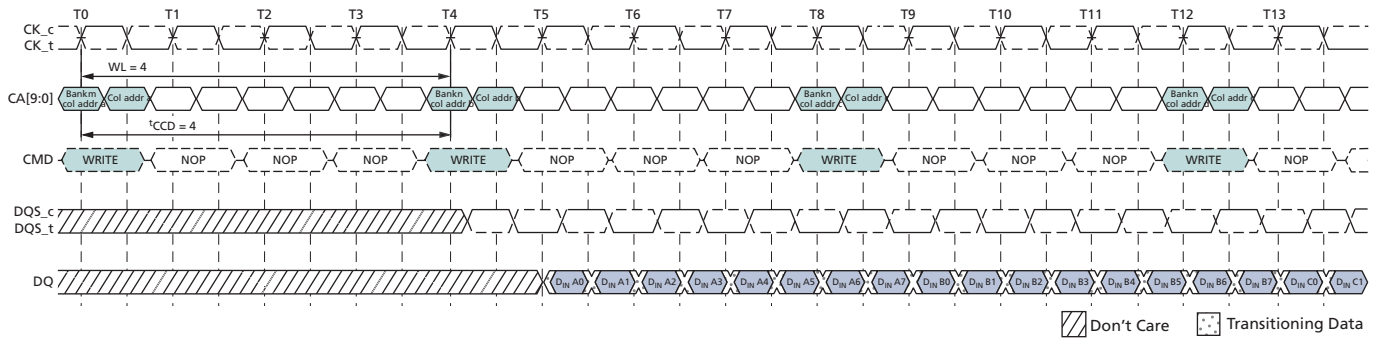 T0 T1 T2 T3 T4 T5 T6 T7 T8 T9 T10 T11 T12 T13
CK_c
CK_t
WL = 4
CA[9:0] Bankm col addr a Col addr a Bankn col addr b Col addr b Bankn col addr c Col addr c Bankn col addr d Col addr d
tCCD = 4
CMD WRITE NOP NOP NOP WRITE NOP NOP NOP WRITE NOP NOP NOP WRITE NOP
DQS_c
DQS_t
DQ DIN A0 DIN A1 DIN A2 DIN A3 DIN A4 DIN A5 DIN A6 DIN A7 DIN B0 DIN B1 DIN B2 DIN B3 DIN B4 DIN B5 DIN B6 DIN B7 DIN C0 DIN C1
Don't Care Transitioning Data